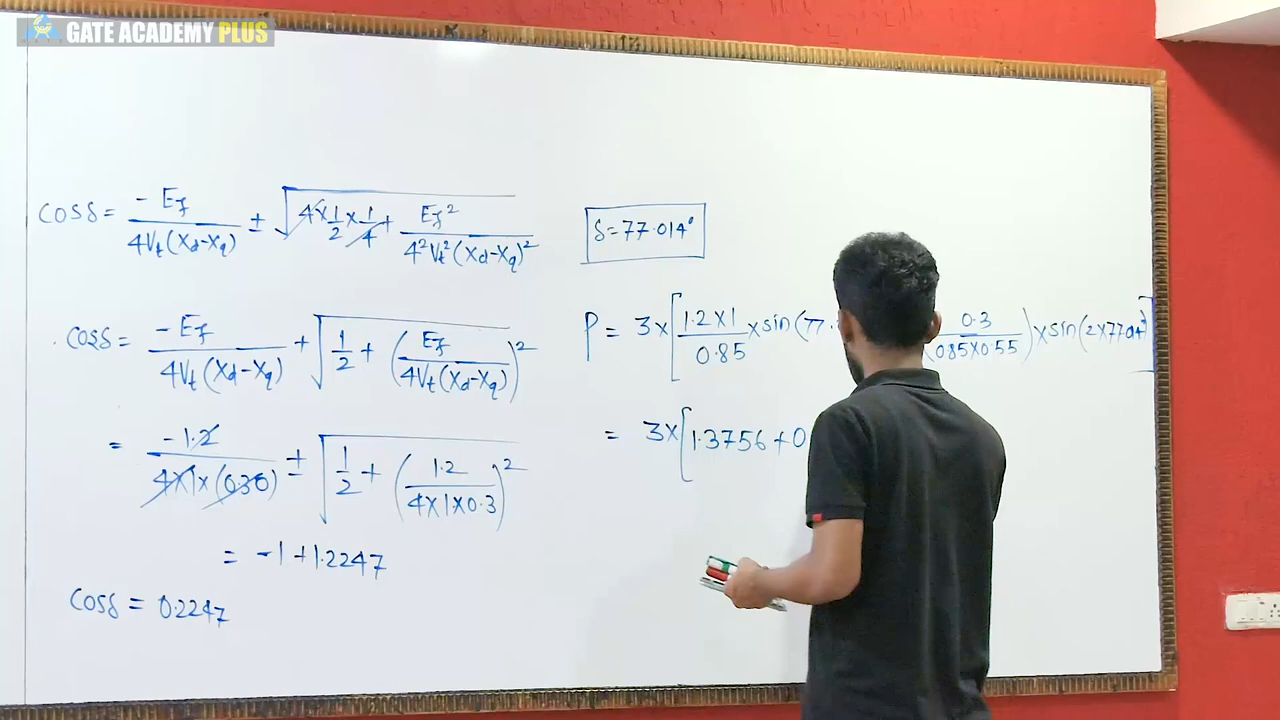 GATE ACADEMY PLUS
cosδ = -Ef / 4Vt(Xd-Xq) ± √(4×1/2×1/4 + Ef² / 4²Vt²(Xd-Xq)²)
cosδ = -Ef / 4Vt(Xd-Xq) + √(1/2 + (Ef / 4Vt(Xd-Xq))²)
= -1.2 / 4×1×(0.30) ± √(1/2 + (1.2 / 4×1×0.3)²)
= -1+1.2247
cosδ = 0.2247
δ=77.014°
P = 3×[1.2×1 / 0.85 × sin(77. 0.3 / 0.85×0.55) × sin(2×77.014°]
= 3×[1.3756 + 0